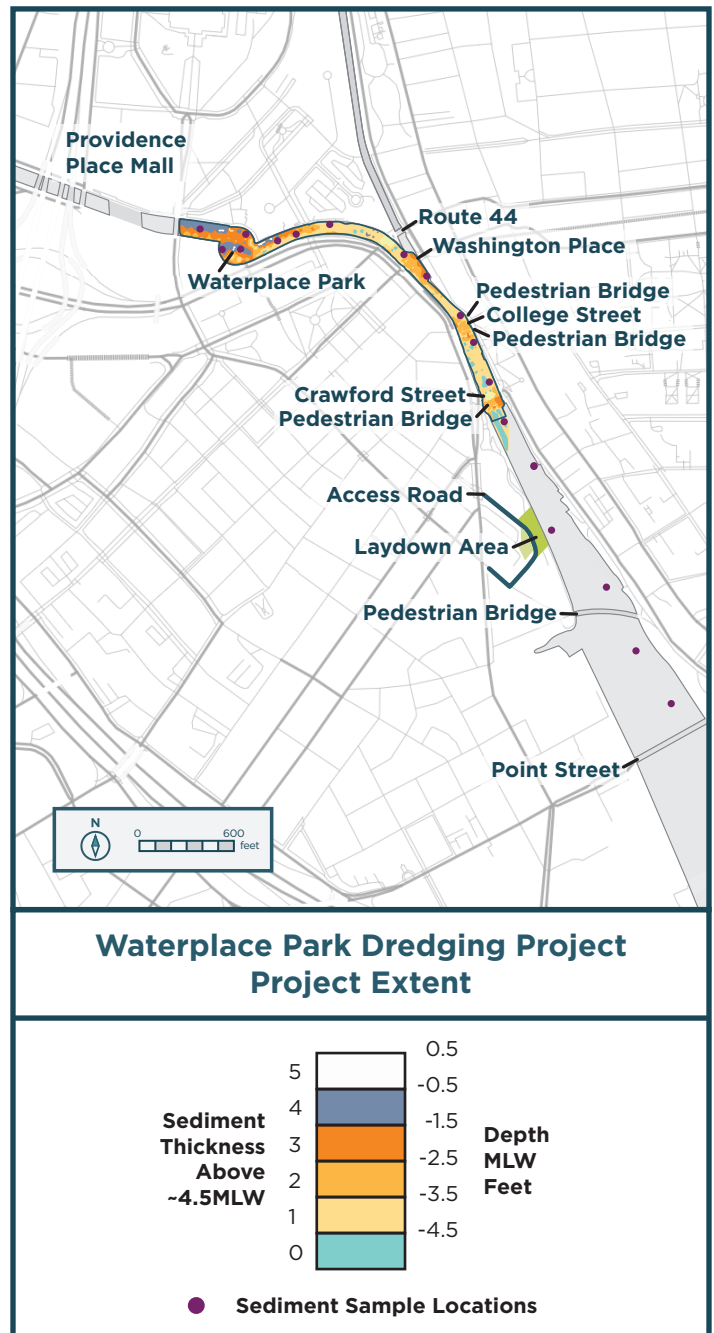 Providence
Place Mall
Route 44
Washington Place
Waterplace Park
Pedestrian Bridge
College Street
Pedestrian Bridge
Crawford Street
Pedestrian Bridge
Access Road
Laydown Area
Pedestrian Bridge
Point Street
N
0 600
feet
Waterplace Park Dredging Project
Project Extent
Sediment
Thickness
Above
~4.5MLW
5
4
3
2
1
0
0.5
-0.5
-1.5
-2.5
-3.5
-4.5
Depth
MLW
Feet
Sediment Sample Locations